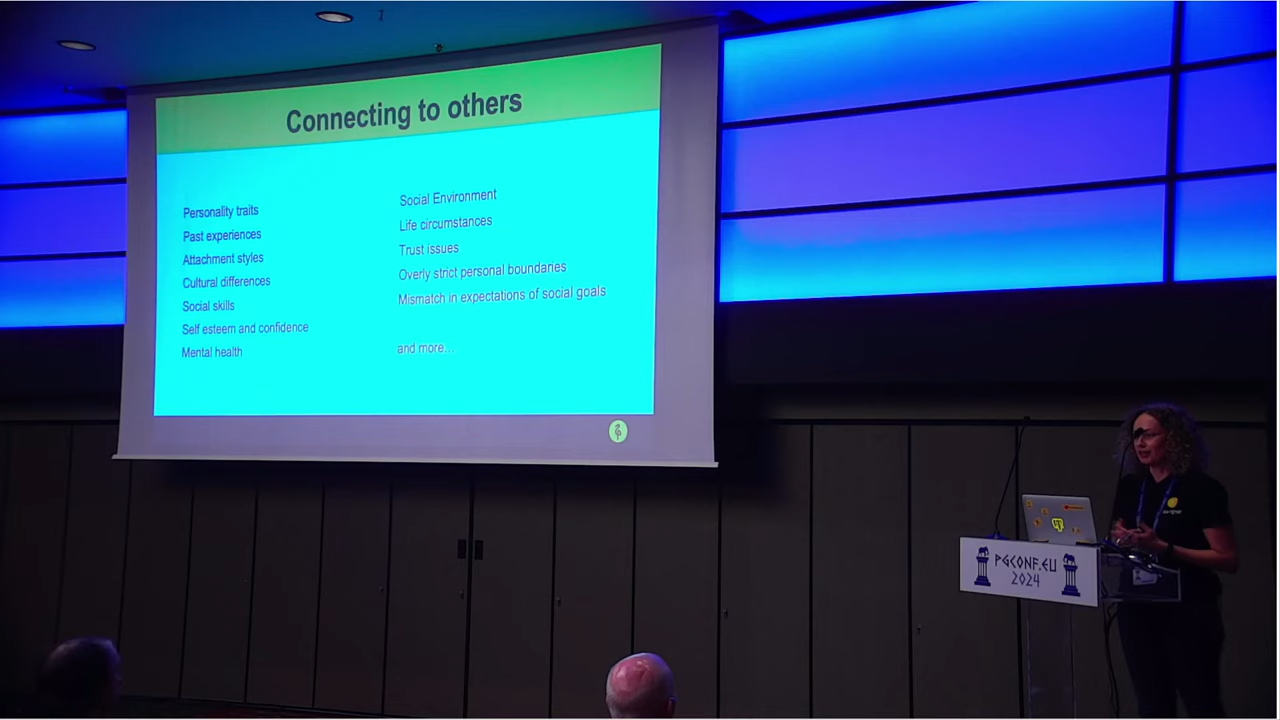 Connecting to others
Personality traits
Past experiences
Attachment styles
Cultural differences
Social skills
Self esteem and confidence
Mental health
Social Environment
Life circumstances
Trust issues
Overly strict personal boundaries
Mismatch in expectations of social goals
and more...
PGCONF.EU
2024